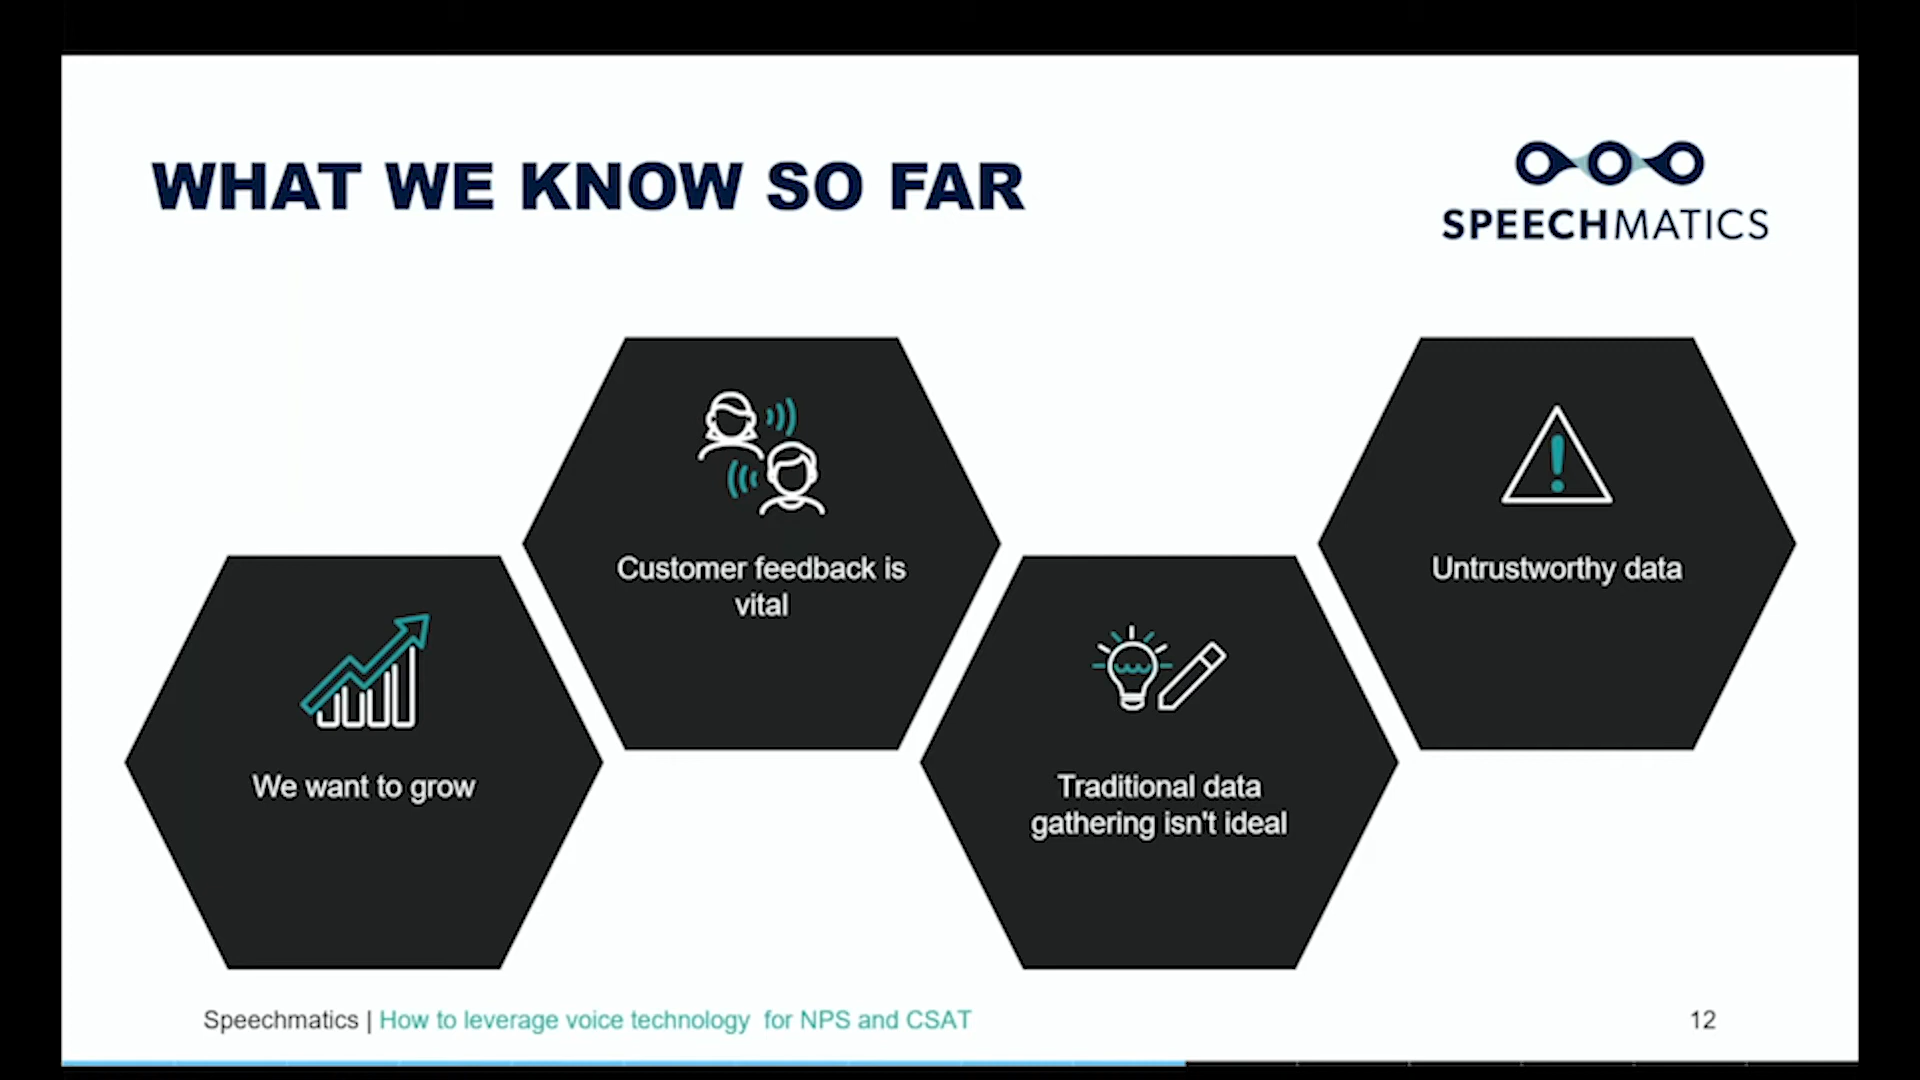 WHAT WE KNOW SO FAR
SPEECHMATICS
We want to grow
Customer feedback is
vital
Traditional data
gathering isn't ideal
Untrustworthy data
Speechmatics | How to leverage voice technology  for NPS and CSAT
12